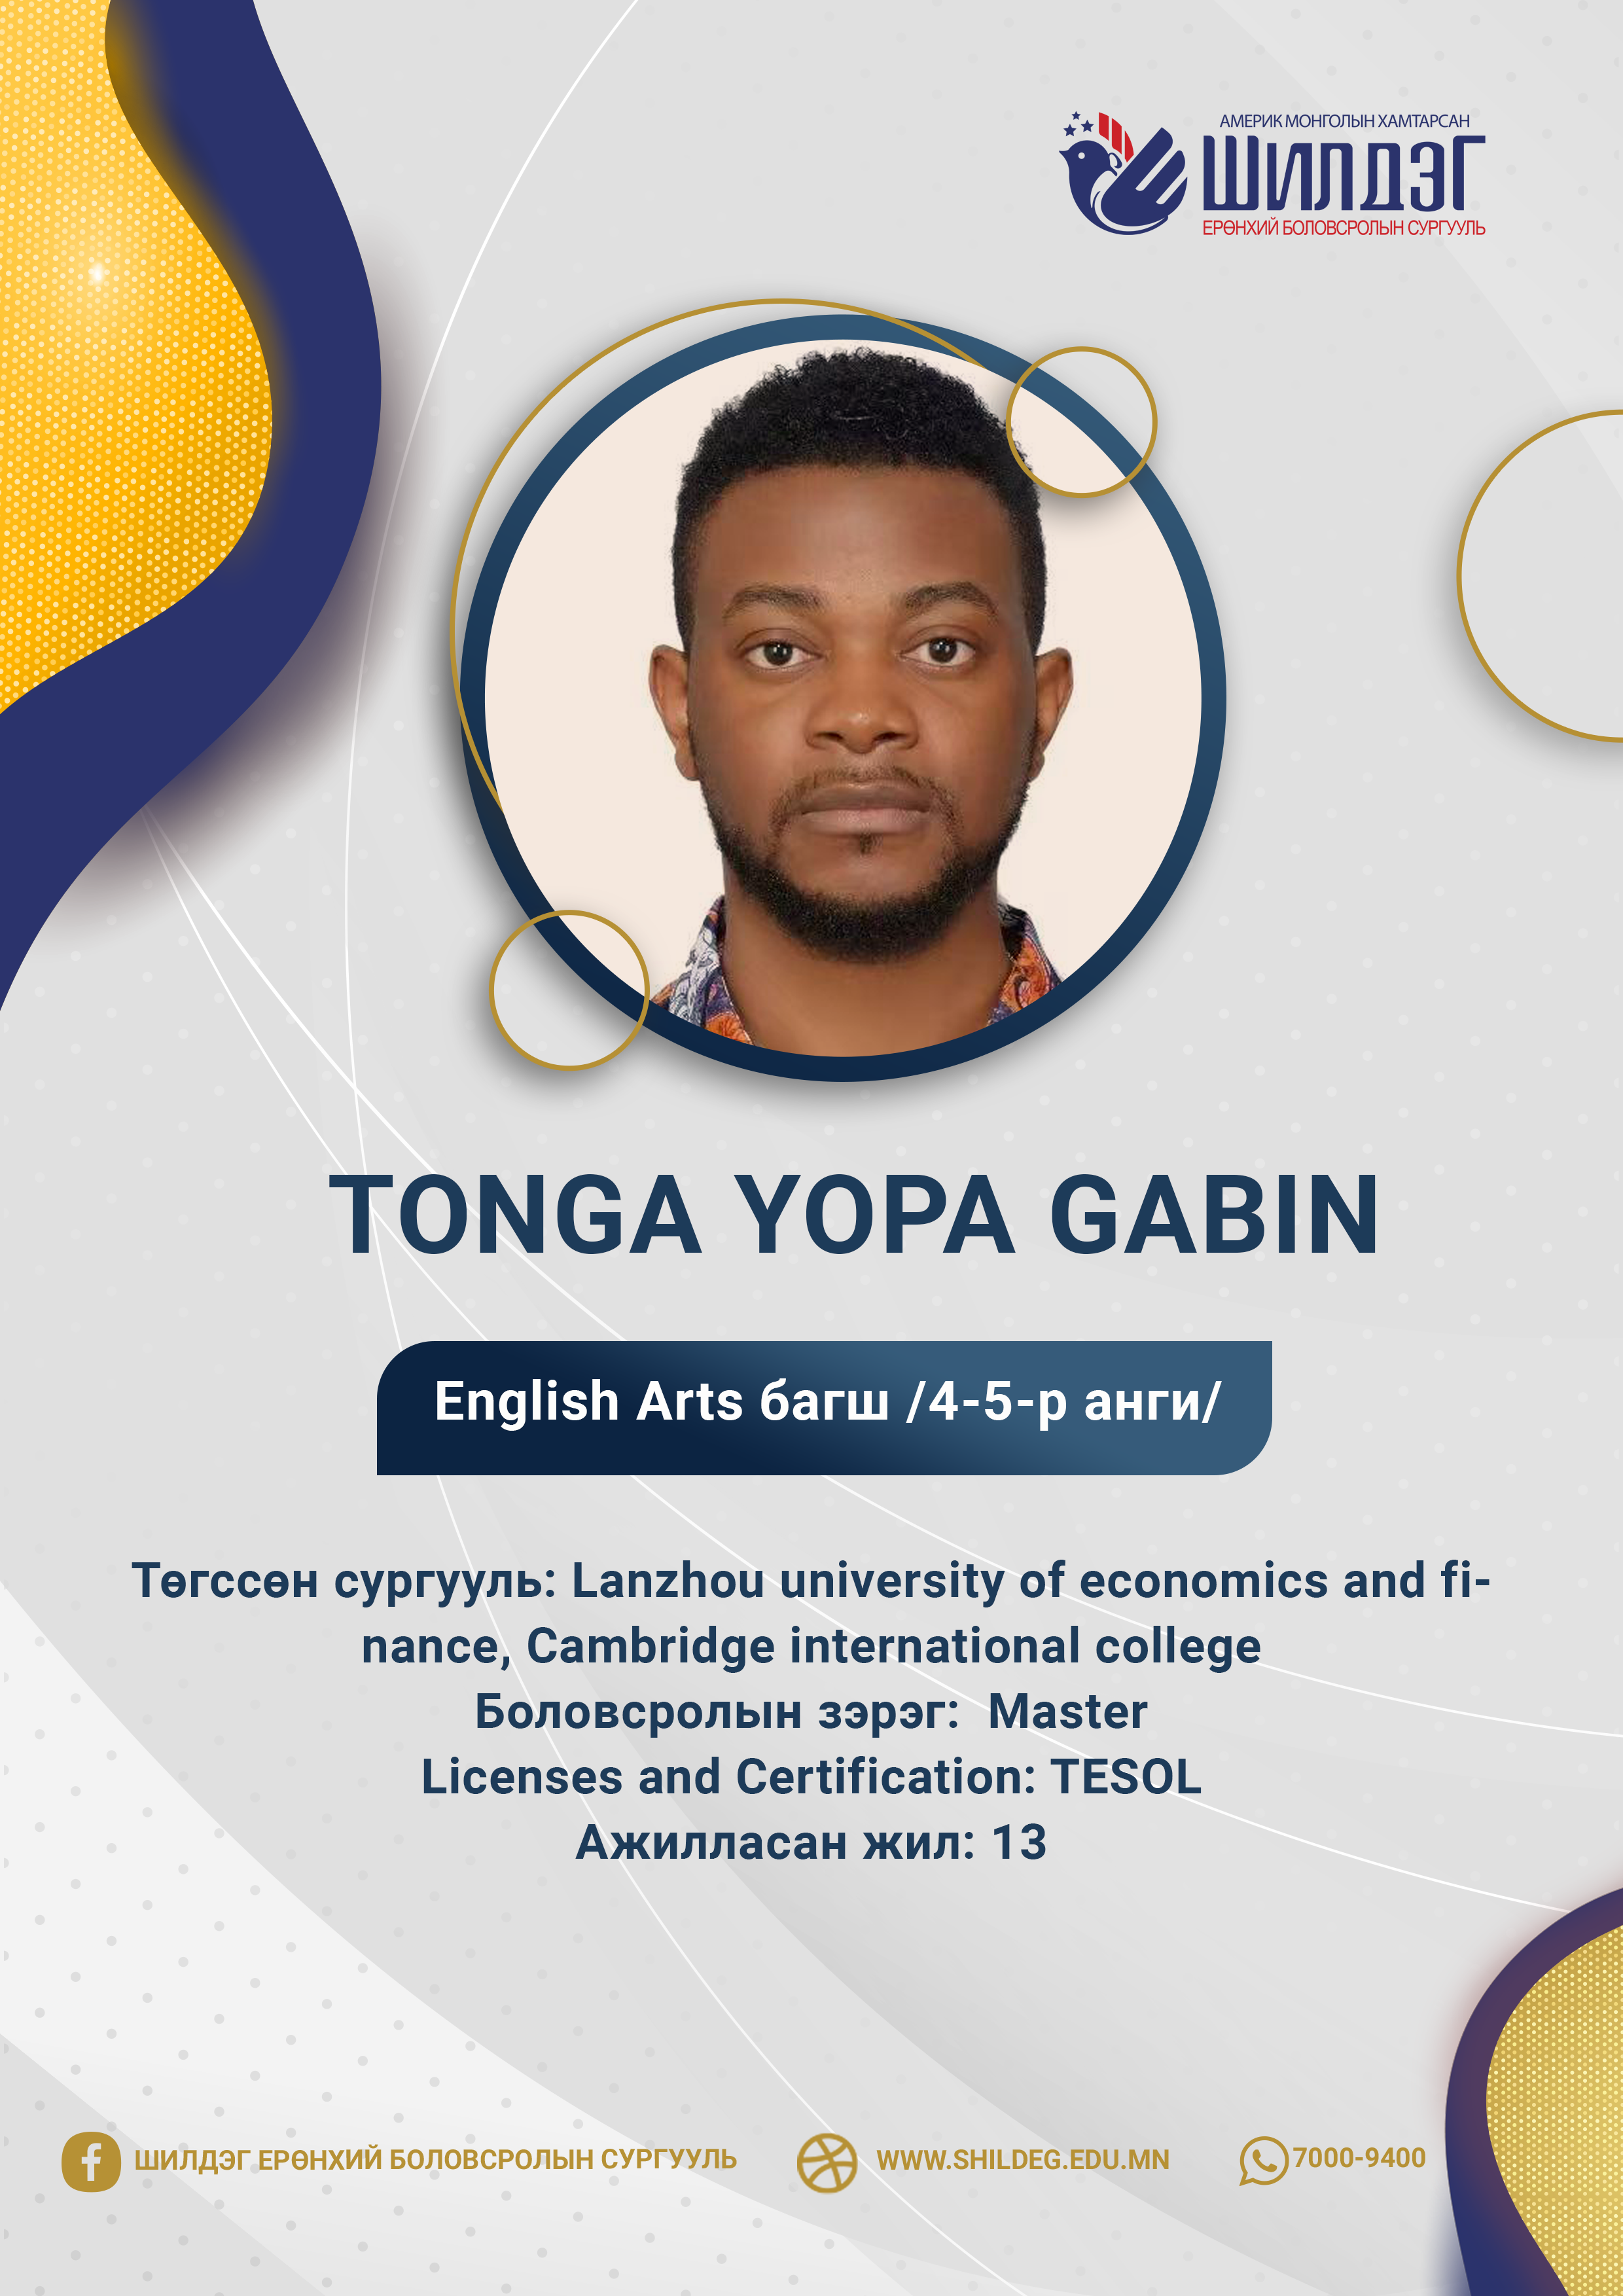 АМЕРИК МОНГОЛЫН ХАМТАРСАН
ШИЛДЭГ
ЕРӨНХИЙ БОЛОВСРОЛЫН СУРГУУЛЬ
TONGA YOPA GABIN
English Arts багш /4-5-р анги/
Төгссөн сургууль: Lanzhou university of economics and fi-
nance, Cambridge international college
Боловсролын зэрэг: Master
Licenses and Certification: TESOL
Ажилласан жил: 13
ШИЛДЭГ ЕРӨНХИЙ БОЛОВСРОЛЫН СУРГУУЛЬ WWW.SHILDEG.EDU.MN 7000-9400